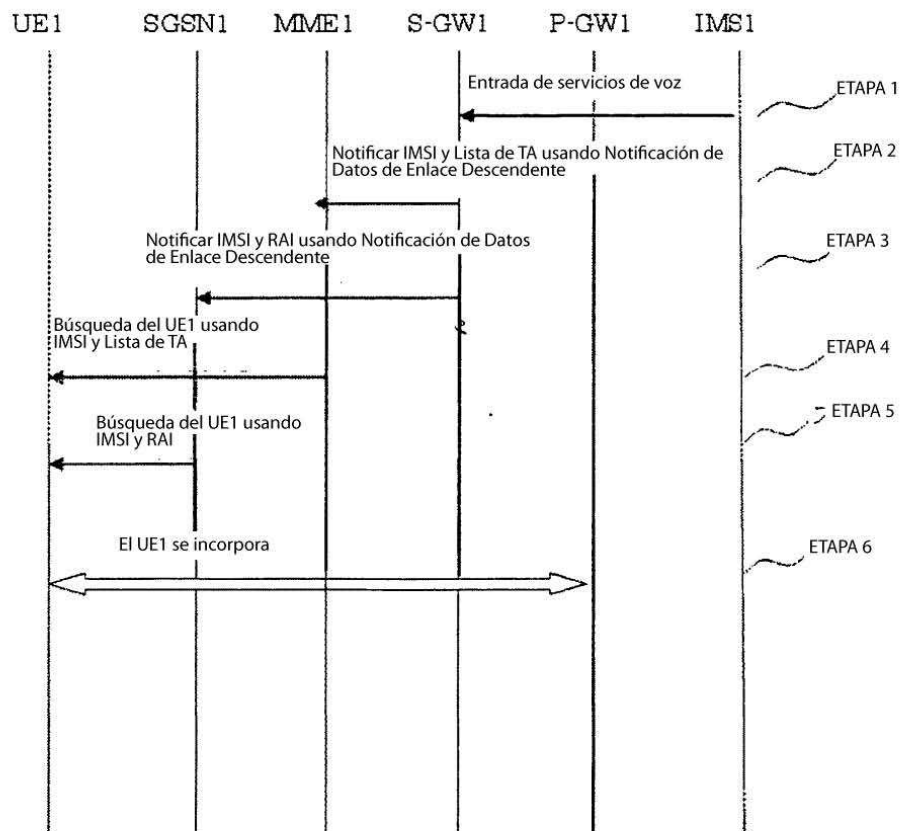 UE1 SGSN1 MME1 S-GW1 P-GW1 IMS1
Entrada de servicios de voz
ETAPA 1
Notificar IMSI y Lista de TA usando Notificación de
Datos de Enlace Descendente
ETAPA 2
Notificar IMSI y RAI usando Notificación de Datos
de Enlace Descendente
ETAPA 3
Búsqueda del UE1 usando
IMSI y Lista de TA
ETAPA 4
Búsqueda del UE1 usando
IMSI y RAI
ETAPA 5
El UE1 se incorpora
ETAPA 6